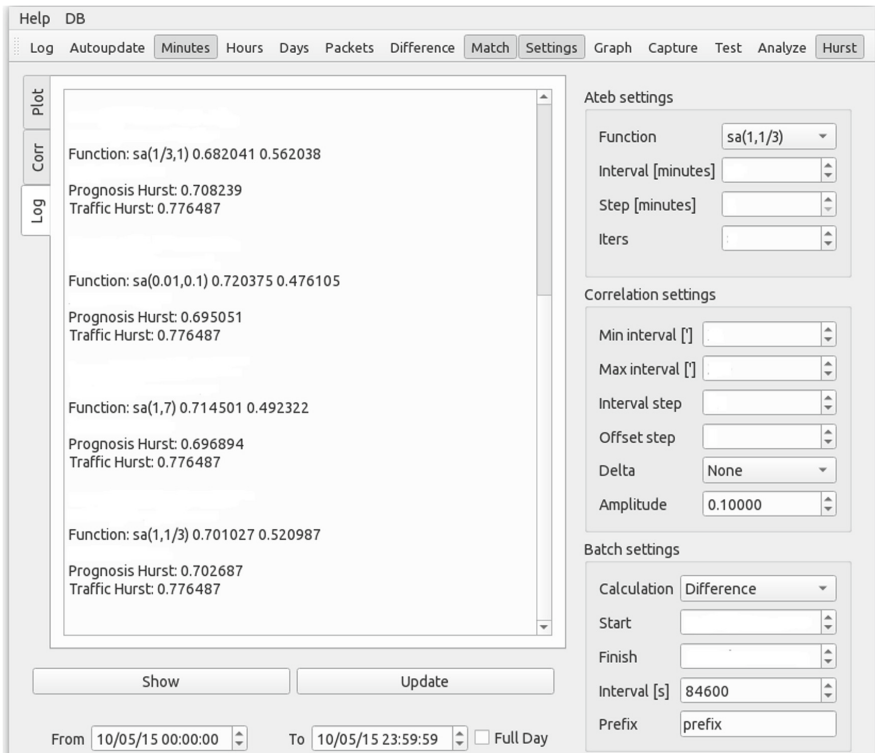 Help DB
Log Autoupdate Minutes Hours Days Packets Difference Match Settings Graph Capture Test Analyze Hurst
Plot
Corr
Log
Function: sa(1/3,1) 0.682041 0.562038
Prognosis Hurst: 0.708239
Traffic Hurst: 0.776487
Function: sa(0.01,0.1) 0.720375 0.476105
Prognosis Hurst: 0.695051
Traffic Hurst: 0.776487
Function: sa(1,7) 0.714501 0.492322
Prognosis Hurst: 0.696894
Traffic Hurst: 0.776487
Function: sa(1,1/3) 0.701027 0.520987
Prognosis Hurst: 0.702687
Traffic Hurst: 0.776487
Show Update
From 10/05/15 00:00:00 To 10/05/15 23:59:59 Full Day
Ateb settings
Function sa(1,1/3)
Interval [minutes]
Step [minutes]
Iters
Correlation settings
Min interval [']
Max interval [']
Interval step
Offset step
Delta None
Amplitude 0.10000
Batch settings
Calculation Difference
Start
Finish
Interval [s] 84600
Prefix prefix